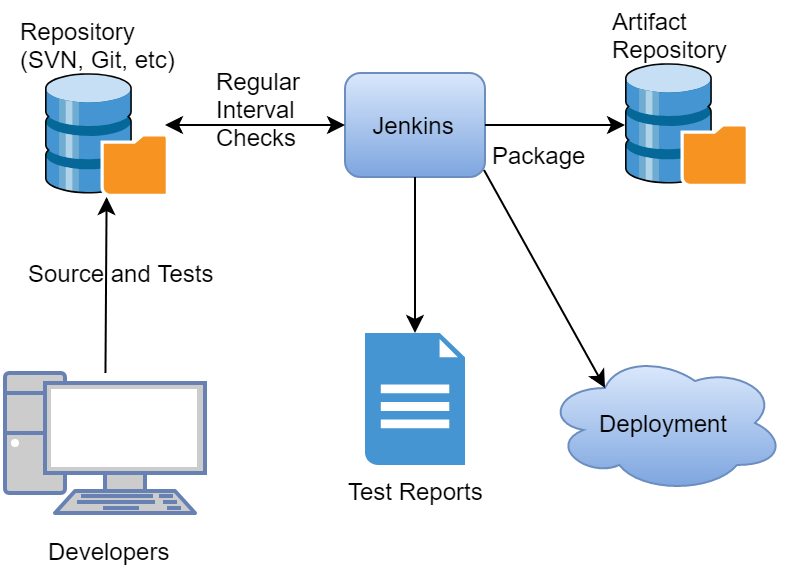 Repository
(SVN, Git, etc)
Regular
Interval
Checks
Jenkins
Artifact
Repository
Package
Source and Tests
Test Reports
Deployment
Developers